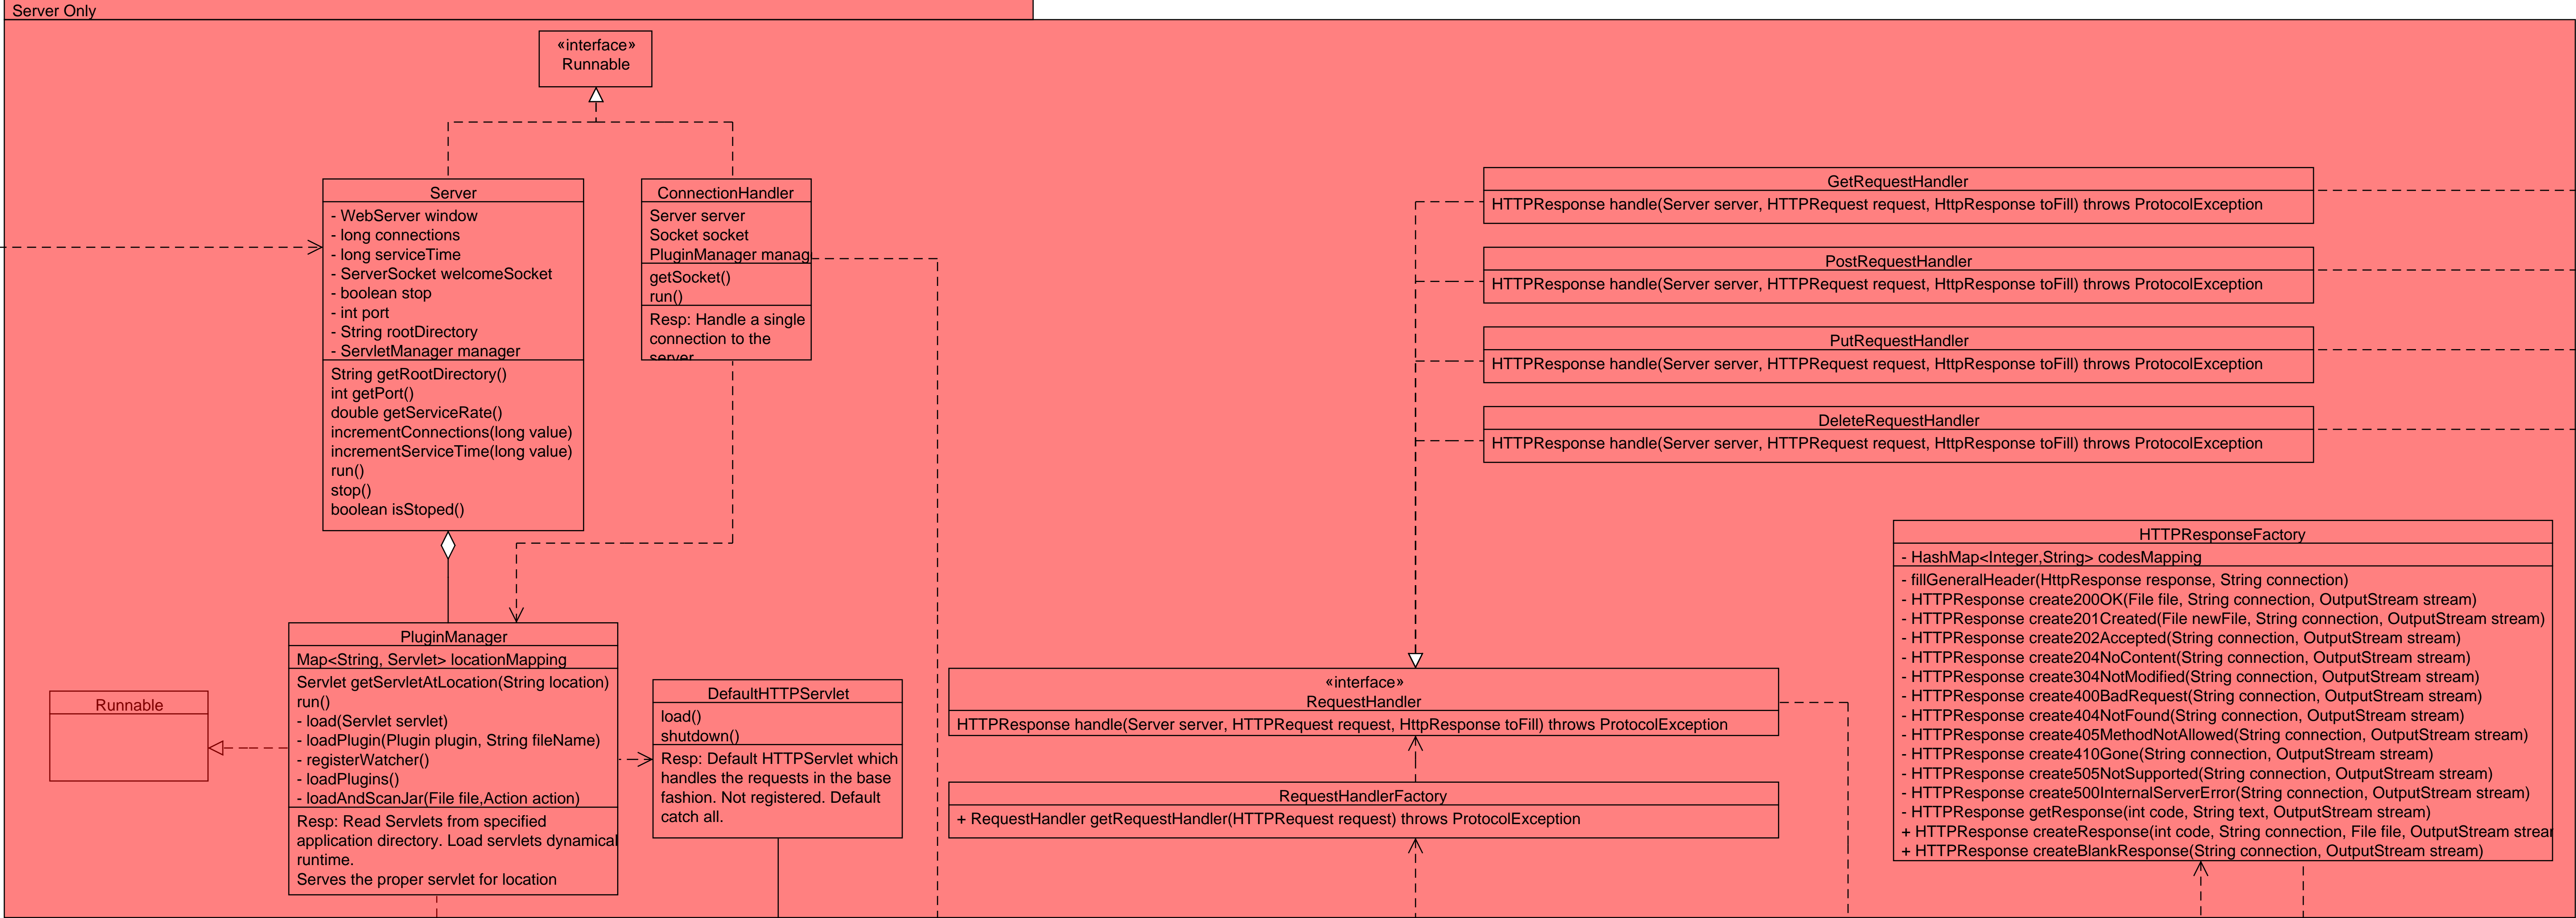 Server Only
«interface»
Runnable
Server
- WebServer window
- long connections
- long serviceTime
- ServerSocket welcomeSocket
- boolean stop
- int port
- String rootDirectory
- ServletManager manager
String getRootDirectory()
int getPort()
double getServiceRate()
incrementConnections(long value)
incrementServiceTime(long value)
run()
stop()
boolean isStoped()
ConnectionHandler
Server server
Socket socket
PluginManager manag
getSocket()
run()
Resp: Handle a single
connection to the
server
GetRequestHandler
HTTPResponse handle(Server server, HTTPRequest request, HttpResponse toFill) throws ProtocolException
PostRequestHandler
HTTPResponse handle(Server server, HTTPRequest request, HttpResponse toFill) throws ProtocolException
PutRequestHandler
HTTPResponse handle(Server server, HTTPRequest request, HttpResponse toFill) throws ProtocolException
DeleteRequestHandler
HTTPResponse handle(Server server, HTTPRequest request, HttpResponse toFill) throws ProtocolException
HTTPResponseFactory
- HashMap<Integer,String> codesMapping
- fillGeneralHeader(HttpResponse response, String connection)
- HTTPResponse create200OK(File file, String connection, OutputStream stream)
- HTTPResponse create201Created(File newFile, String connection, OutputStream stream)
- HTTPResponse create202Accepted(String connection, OutputStream stream)
- HTTPResponse create204NoContent(String connection, OutputStream stream)
- HTTPResponse create304NotModified(String connection, OutputStream stream)
- HTTPResponse create400BadRequest(String connection, OutputStream stream)
- HTTPResponse create404NotFound(String connection, OutputStream stream)
- HTTPResponse create405MethodNotAllowed(String connection, OutputStream stream)
- HTTPResponse create410Gone(String connection, OutputStream stream)
- HTTPResponse create505NotSupported(String connection, OutputStream stream)
- HTTPResponse create500InternalServerError(String connection, OutputStream stream)
- HTTPResponse getResponse(int code, String text, OutputStream stream)
+ HTTPResponse createResponse(int code, String connection, File file, OutputStream strear
+ HTTPResponse createBlankResponse(String connection, OutputStream stream)
Runnable
PluginManager
Map<String, Servlet> locationMapping
Servlet getServletAtLocation(String location)
run()
- load(Servlet servlet)
- loadPlugin(Plugin plugin, String fileName)
- registerWatcher()
- loadPlugins()
- loadAndScanJar(File file,Action action)
Resp: Read Servlets from specified
application directory. Load servlets dynamical
runtime.
Serves the proper servlet for location
DefaultHTTPServlet
load()
shutdown()
Resp: Default HTTPServlet which
handles the requests in the base
fashion. Not registered. Default
catch all.
«interface»
RequestHandler
HTTPResponse handle(Server server, HTTPRequest request, HttpResponse toFill) throws ProtocolException
RequestHandlerFactory
+ RequestHandler getRequestHandler(HTTPRequest request) throws ProtocolException